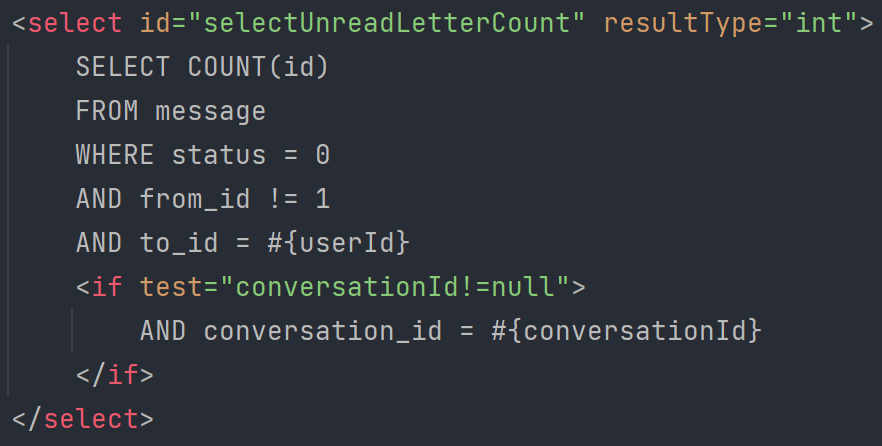 <select id="selectUnreadLetterCount" resultType="int">
    SELECT COUNT(id)
    FROM message
    WHERE status = 0
    AND from_id != 1
    AND to_id = #{userId}
    <if test="conversationId!=null">
        AND conversation_id = #{conversationId}
    </if>
</select>